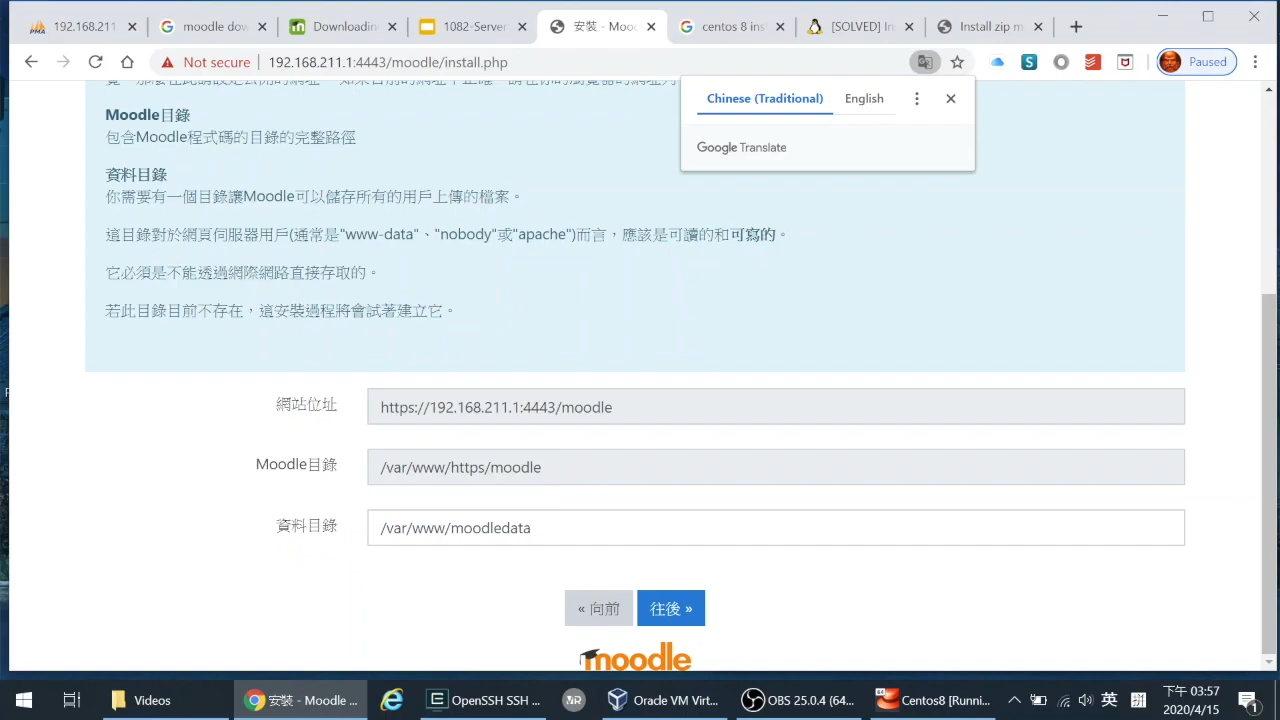 192.168.211
moodle dow
Downloadin
1082-Server
安裝 - Mood
centos 8 ins
[SOLVED] In
Install zip m
Not secure
192.168.211.1:4443/moodle/install.php
Paused
Chinese (Traditional)
English
Google Translate
Moodle目錄
包含Moodle程式碼的目錄的完整路徑
資料目錄
你需要有一個目錄讓Moodle可以儲存所有的用戶上傳的檔案。
這目錄對於網頁伺服器用戶(通常是"www-data"、"nobody"或"apache")而言，應該是可讀的和可寫的。
它必須是不能透過網際網路直接存取的。
若此目錄目前不存在，這安裝過程將會試著建立它。
網站位址
https://192.168.211.1:4443/moodle
Moodle目錄
/var/www/https/moodle
資料目錄
/var/www/moodledata
« 向前
往後 »
moodle
Videos
安裝 - Moodle ...
OpenSSH SSH ...
Oracle VM Virt...
OBS 25.0.4 (64...
Centos8 [Runni...
英
下午 03:57
2020/4/15
1